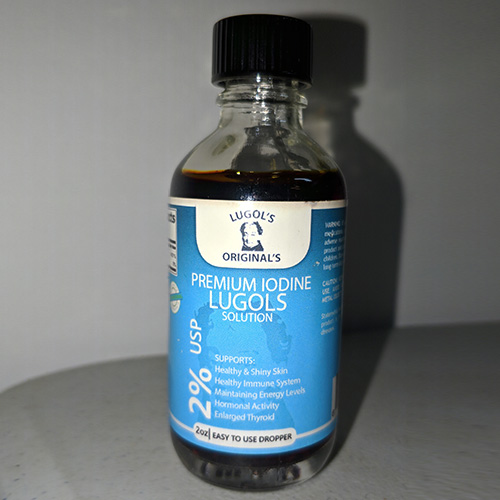 LUGOL'S
ORIGINAL'S
PREMIUM IODINE
LUGOLS
SOLUTION
2% USP
SUPPORTS:
Healthy & Shiny Skin
Healthy Immune System
Maintaining Energy Levels
Hormonal Activity
Enlarged Thyroid
2oz| EASY TO USE DROPPER